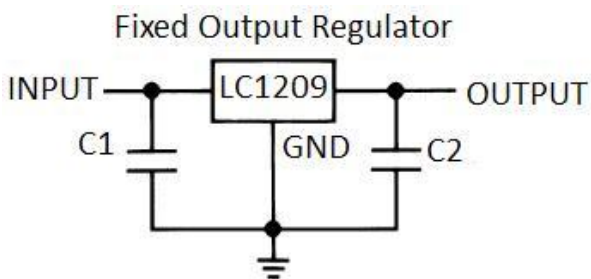 Fixed Output Regulator
INPUT
LC1209
OUTPUT
C1
GND
C2